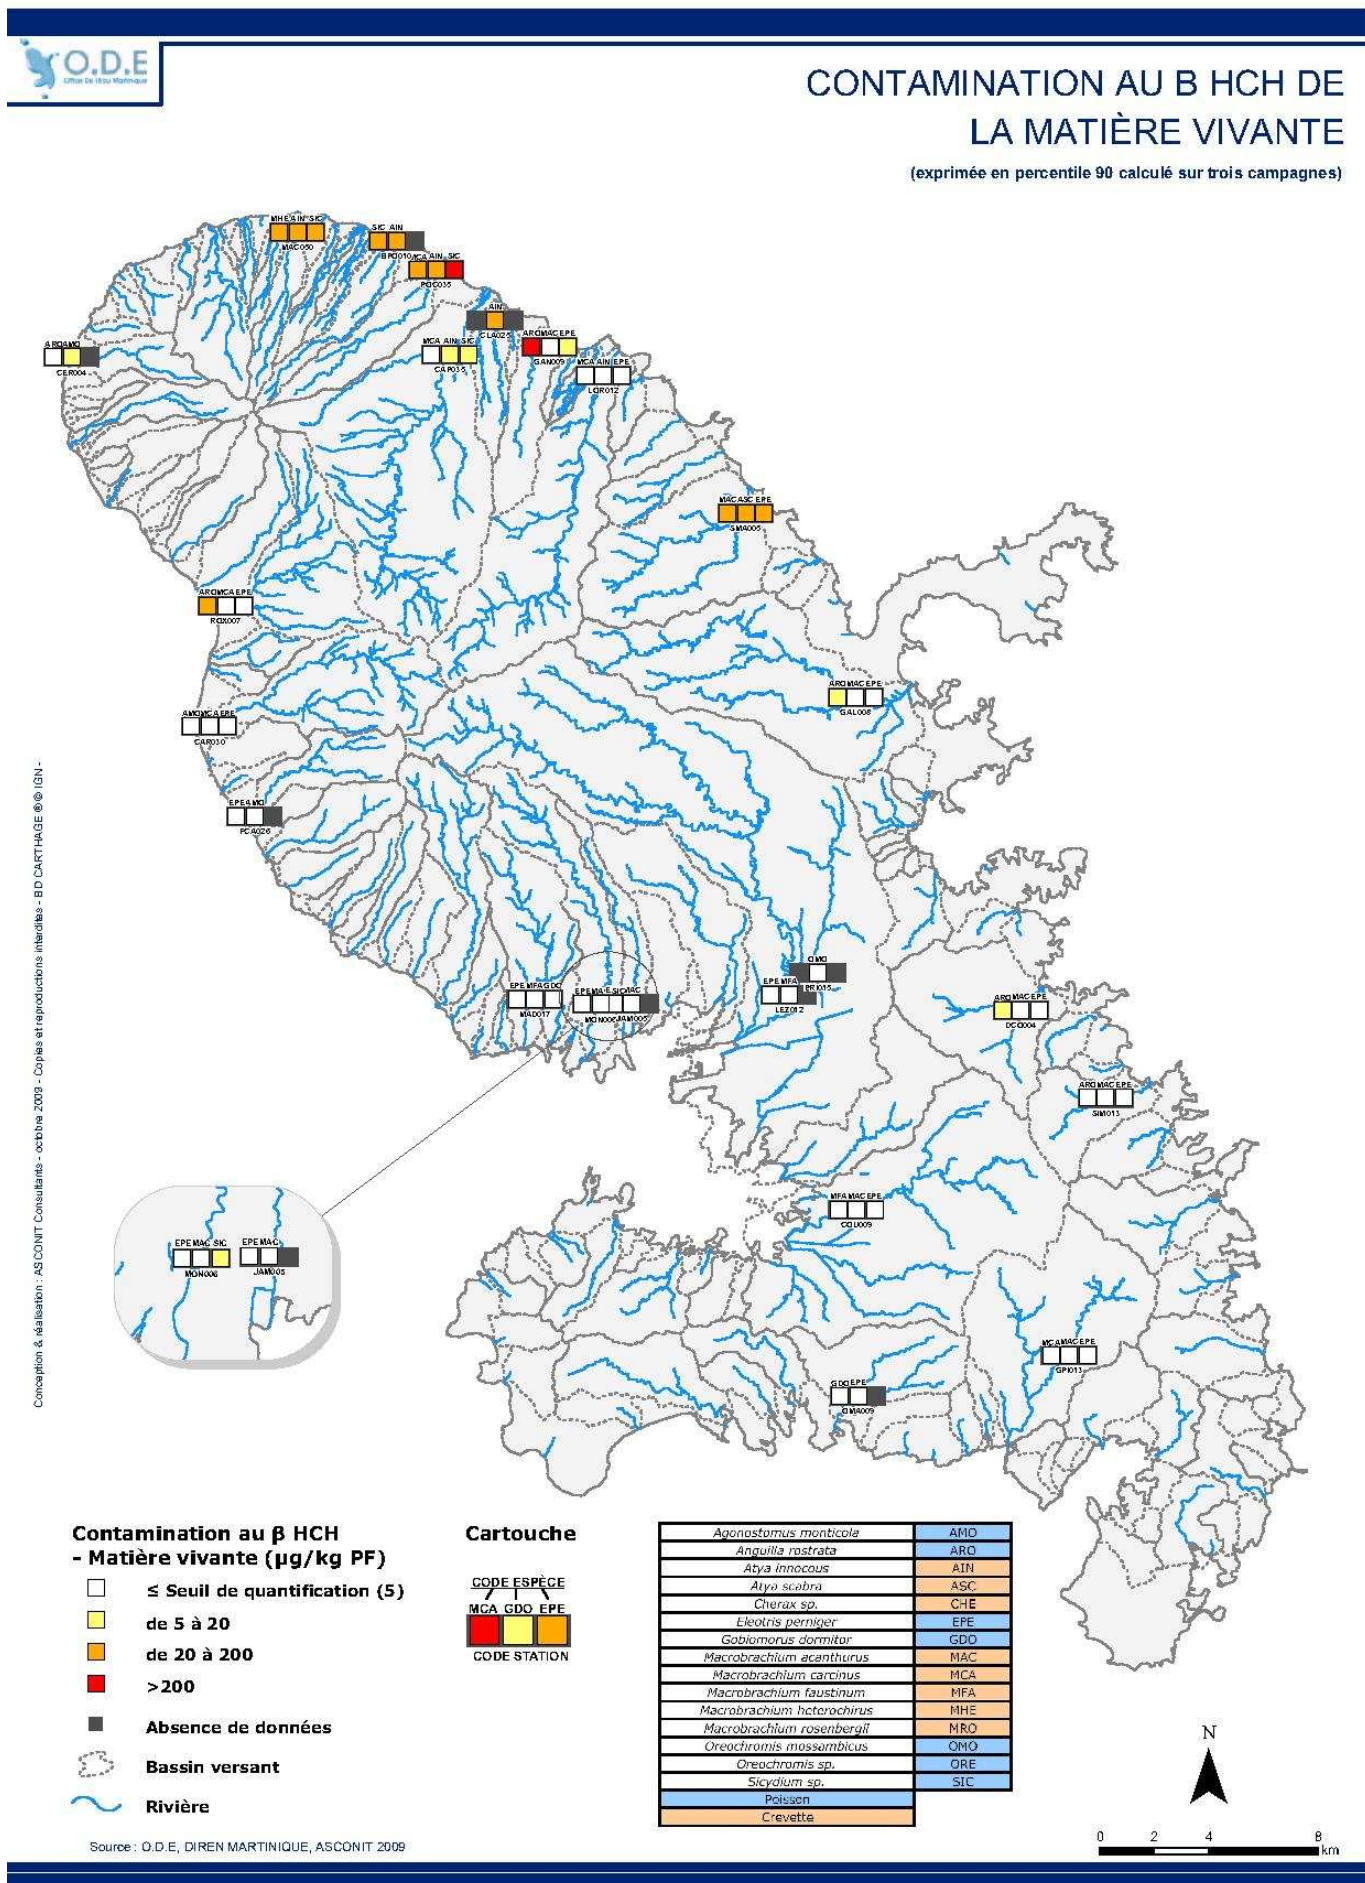 O.D.E
Office De l'Eau Martinique
CONTAMINATION AU B HCH DE
LA MATIÈRE VIVANTE
(exprimée en percentile 90 calculé sur trois campagnes)
MHE AIN SIC
MAC050
SIC AIN
BPO010
MCA AIN SIC
POC035
AIN
CLA025
ARO AMO
CER004
MCA AIN SIC
CAP035
ARO MAC EPE
GAN009
MCA AIN EPE
LOR012
MAC ASC EPE
SMA005
ARO MCA EPE
ROX007
ARO MAC EPE
GAL008
AMO MCA EPE
CAR030
EPE AMO
PCA026
OMO
PRI015
EPE MFA
LEZ012
EPE MFA GDO
MAD017
EPE MA
SIC MAC
MON006 JAM005
ARO MAC EPE
DCO004
ARO MAC EPE
SIM013
MFA MAC EPE
COU009
EPE MAC SIC
MON006
EPE MAC
JAM005
MCA MAC EPE
GPI013
GDO EPE
OMA009
Conception & réalisation : ASCONIT Consultants - octobre 2009 - Copies et reproductions interdites - BD CARTHAGE ® © IGN -
Contamination au β HCH
- Matière vivante (µg/kg PF)
≤ Seuil de quantification (5)
de 5 à 20
de 20 à 200
>200
Absence de données
Bassin versant
Rivière
Cartouche
CODE ESPÈCE
MCA GDO EPE
CODE STATION
Agonostomus monticola AMO
Anguilla rostrata ARO
Atya innocous AIN
Atya scabra ASC
Cherax sp. CHE
Eleotris perniger EPE
Gobiomorus dormitor GDO
Macrobrachium acanthurus MAC
Macrobrachium carcinus MCA
Macrobrachium faustinum MFA
Macrobrachium heterochirus MHE
Macrobrachium rosenbergii MRO
Oreochromis mossambicus OMO
Oreochromis sp. ORE
Sicydium sp. SIC
Poisson
Crevette
N
0 2 4 8
km
Source : O.D.E, DIREN MARTINIQUE, ASCONIT 2009